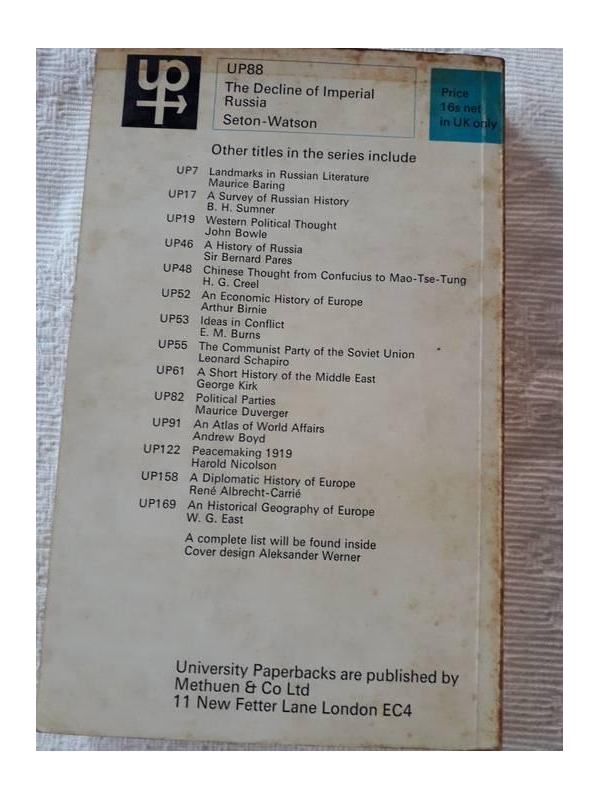 up
UP88
The Decline of Imperial
Russia
Seton-Watson
Price
16s net
in UK only
Other titles in the series include
UP7 Landmarks in Russian Literature
Maurice Baring
UP17 A Survey of Russian History
B. H. Sumner
UP19 Western Political Thought
John Bowle
UP46 A History of Russia
Sir Bernard Pares
UP48 Chinese Thought from Confucius to Mao-Tse-Tung
H. G. Creel
UP52 An Economic History of Europe
Arthur Birnie
UP53 Ideas in Conflict
E. M. Burns
UP55 The Communist Party of the Soviet Union
Leonard Schapiro
UP61 A Short History of the Middle East
George Kirk
UP82 Political Parties
Maurice Duverger
UP91 An Atlas of World Affairs
Andrew Boyd
UP122 Peacemaking 1919
Harold Nicolson
UP158 A Diplomatic History of Europe
René Albrecht-Carrié
UP169 An Historical Geography of Europe
W. G. East
A complete list will be found inside
Cover design Aleksander Werner
University Paperbacks are published by
Methuen & Co Ltd
11 New Fetter Lane London EC4